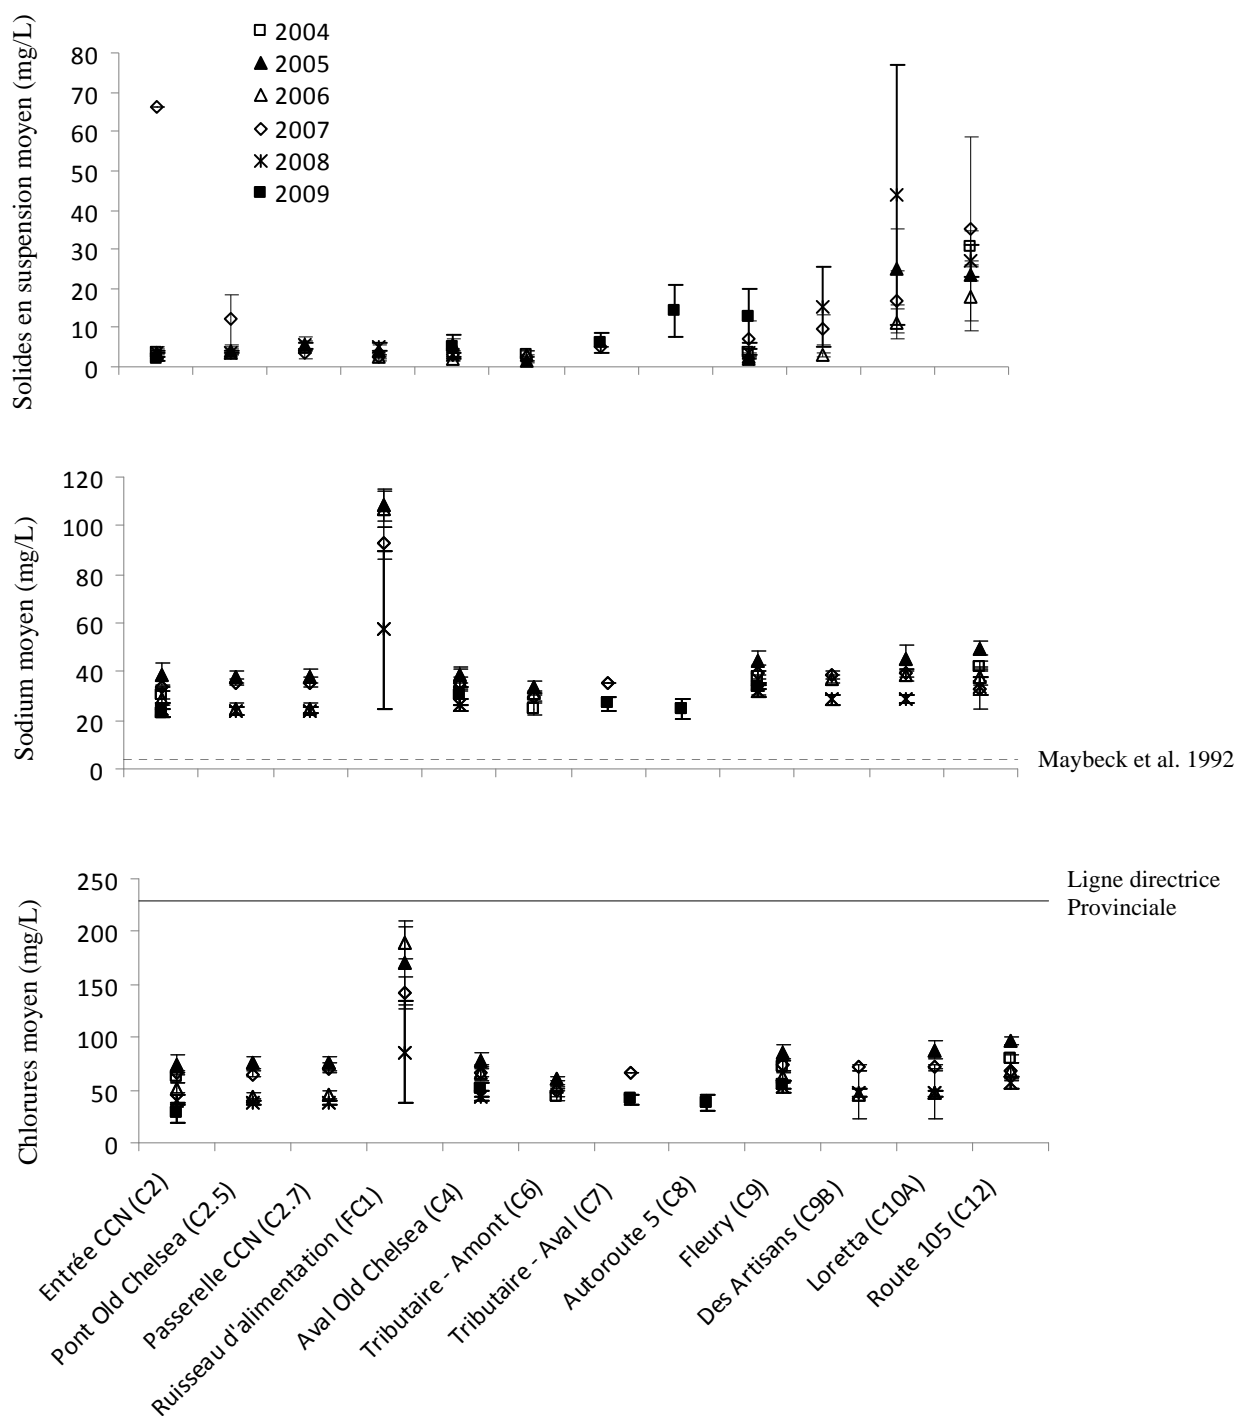 Solides en suspension moyen (mg/L)
80
70
60
50
40
30
20
10
0
2004
2005
2006
2007
2008
2009
Sodium moyen (mg/L)
120
100
80
60
40
20
0
Maybeck et al. 1992
Chlorures moyen (mg/L)
250
200
150
100
50
0
Ligne directrice
Provinciale
Entrée CCN (C2)
Pont Old Chelsea (C2.5)
Passerelle CCN (C2.7)
Ruisseau d'alimentation (FC1)
Aval Old Chelsea (C4)
Tributaire - Amont (C6)
Tributaire - Aval (C7)
Autoroute 5 (C8)
Fleury (C9)
Des Artisans (C9B)
Loretta (C10A)
Route 105 (C12)